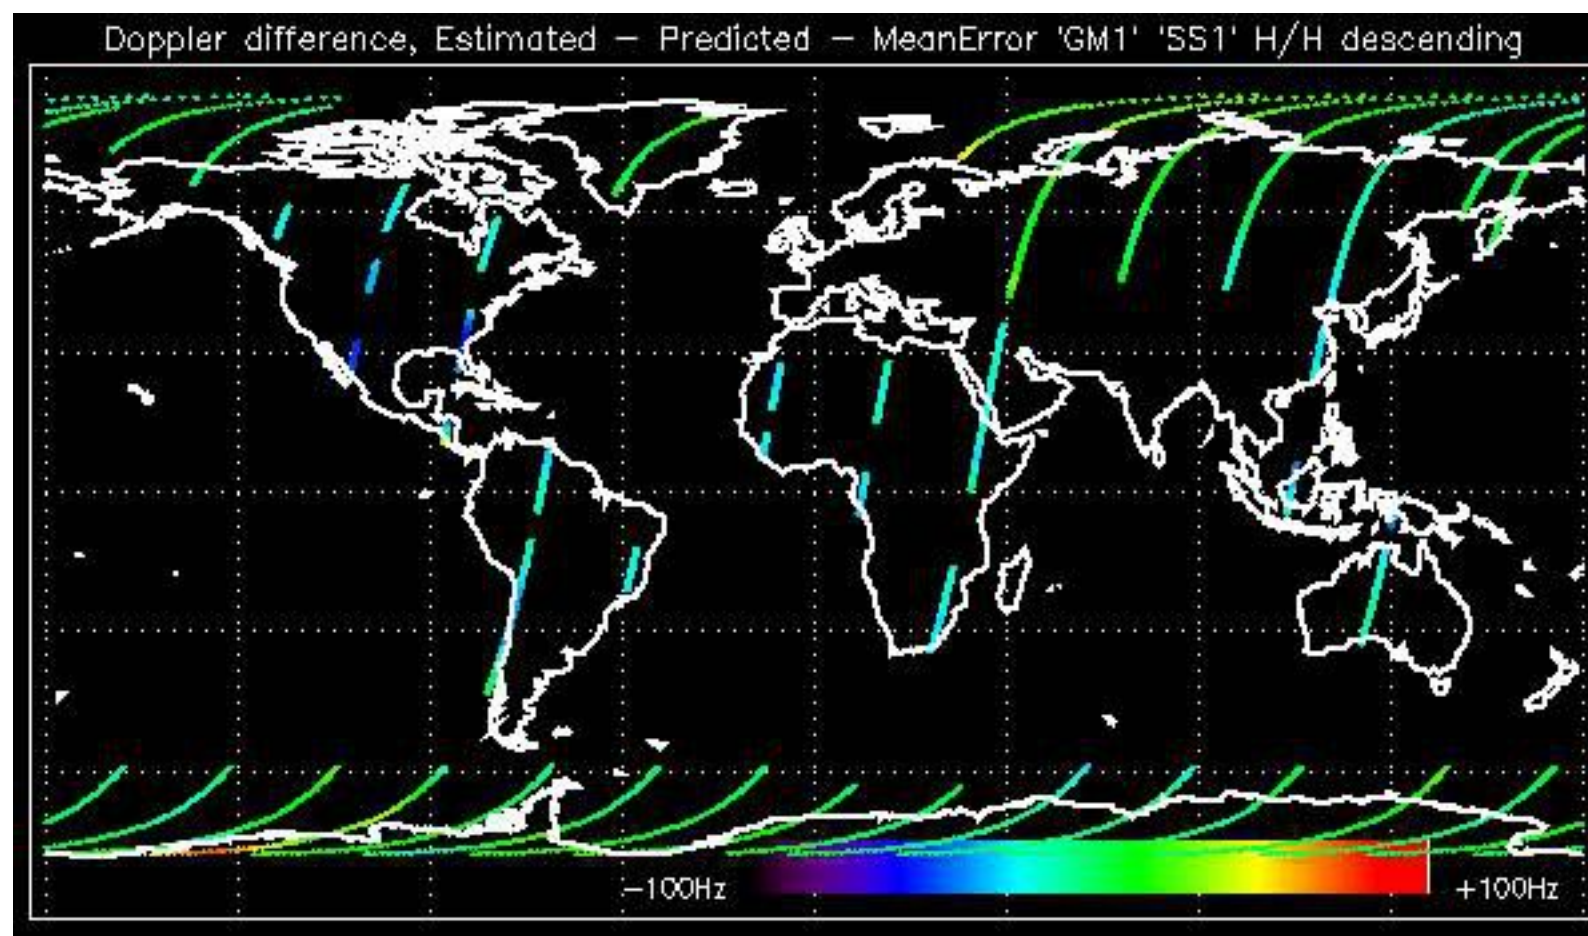 Doppler difference, Estimated – Predicted – MeanError 'GM1' 'SS1' H/H descending
−100Hz
+100Hz